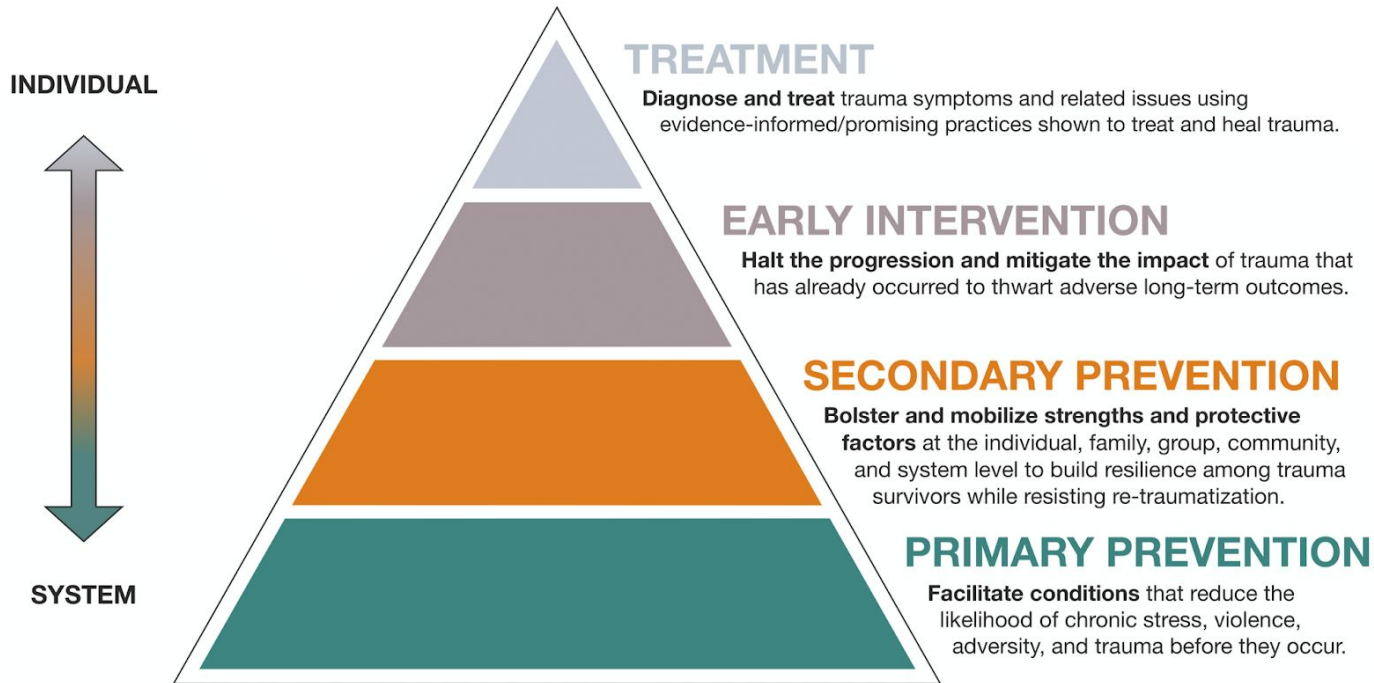 INDIVIDUAL
SYSTEM
TREATMENT
Diagnose and treat trauma symptoms and related issues using
evidence-informed/promising practices shown to treat and heal trauma.
EARLY INTERVENTION
Halt the progression and mitigate the impact of trauma that
has already occurred to thwart adverse long-term outcomes.
SECONDARY PREVENTION
Bolster and mobilize strengths and protective
factors at the individual, family, group, community,
and system level to build resilience among trauma
survivors while resisting re-traumatization.
PRIMARY PREVENTION
Facilitate conditions that reduce the
likelihood of chronic stress, violence,
adversity, and trauma before they occur.